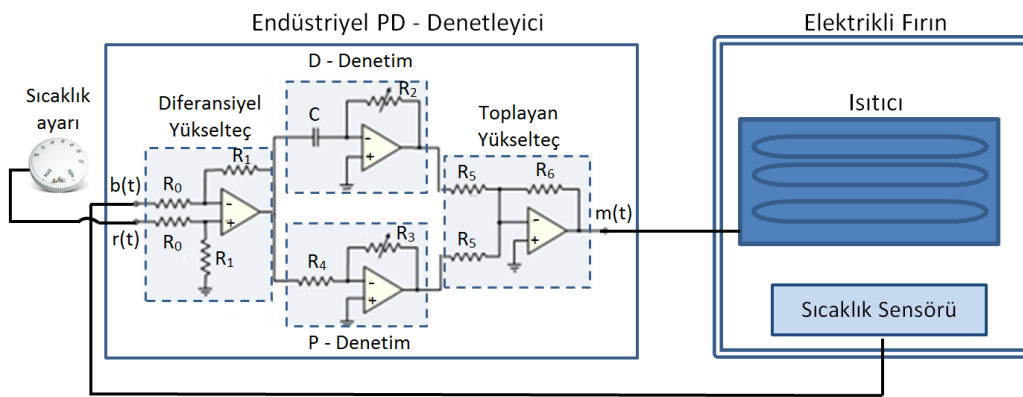 Endüstriyel PD - Denetleyici
Elektrikli Fırın
D - Denetim
Sıcaklık
ayarı
Diferansiyel
Yükselteç
C
R2
Toplayan
Yükselteç
Isıtıcı
R1
b(t)
R0
R5
R6
m(t)
r(t)
R0
R1
R4
R3
R5
Sıcaklık Sensörü
P - Denetim